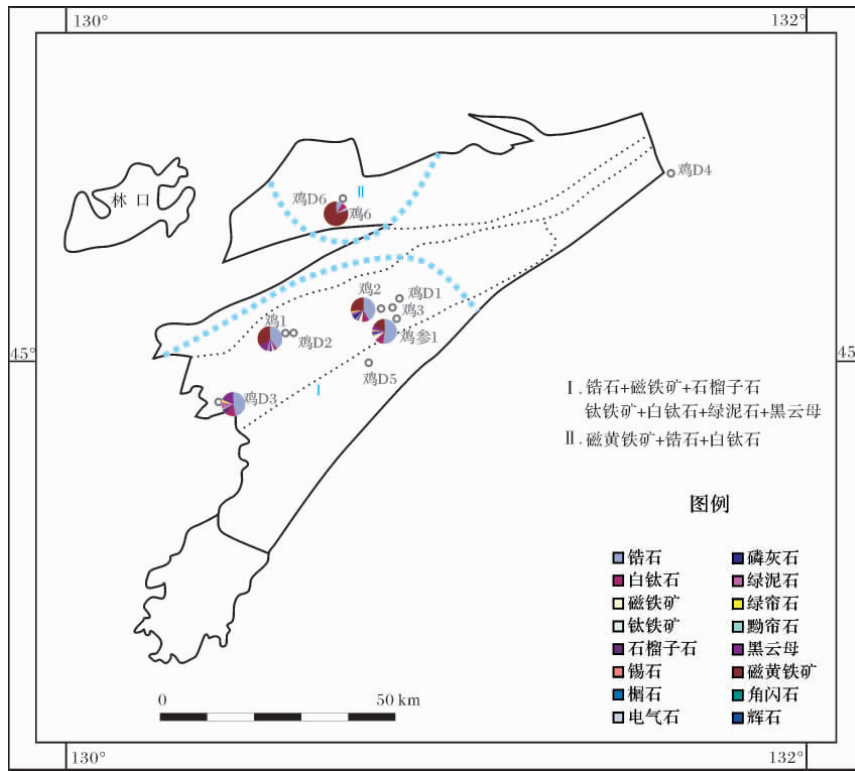 130°
132°
林口
鸡D4
鸡D6
II
鸡6
鸡2
鸡D1
鸡3
鸡1
鸡D2
鸡参1
45°
45
鸡D5
I
鸡D3
I.锆石+磁铁矿+石榴子石
钛铁矿+白钛石+绿泥石+黑云母
II.磁黄铁矿+锆石+白钛石
图例
锆石
磷灰石
白钛石
绿泥石
磁铁矿
绿帘石
钛铁矿
黝帘石
石榴子石
黑云母
锡石
磁黄铁矿
榍石
角闪石
电气石
辉石
0
50 km
130°
132°